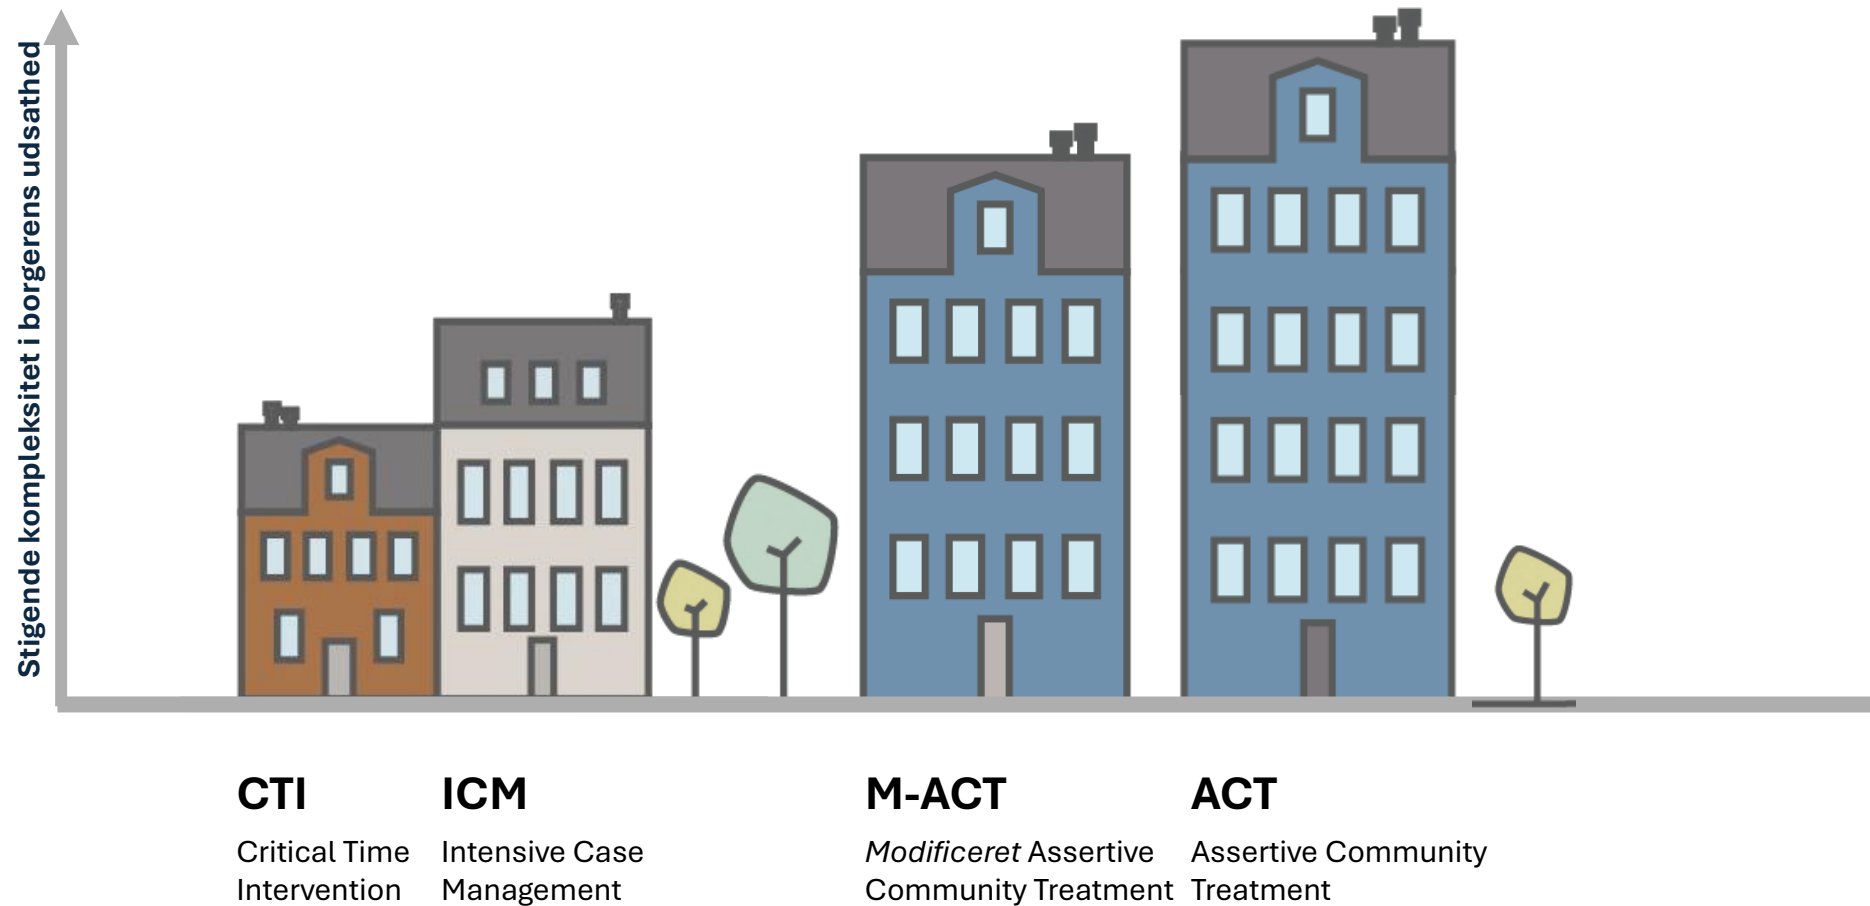 Stigende kompleksitet i borgerens udsathed
CTI
Critical Time
Intervention
ICM
Intensive Case
Management
M-ACT
Modificeret Assertive
Community Treatment
ACT
Assertive Community
Treatment